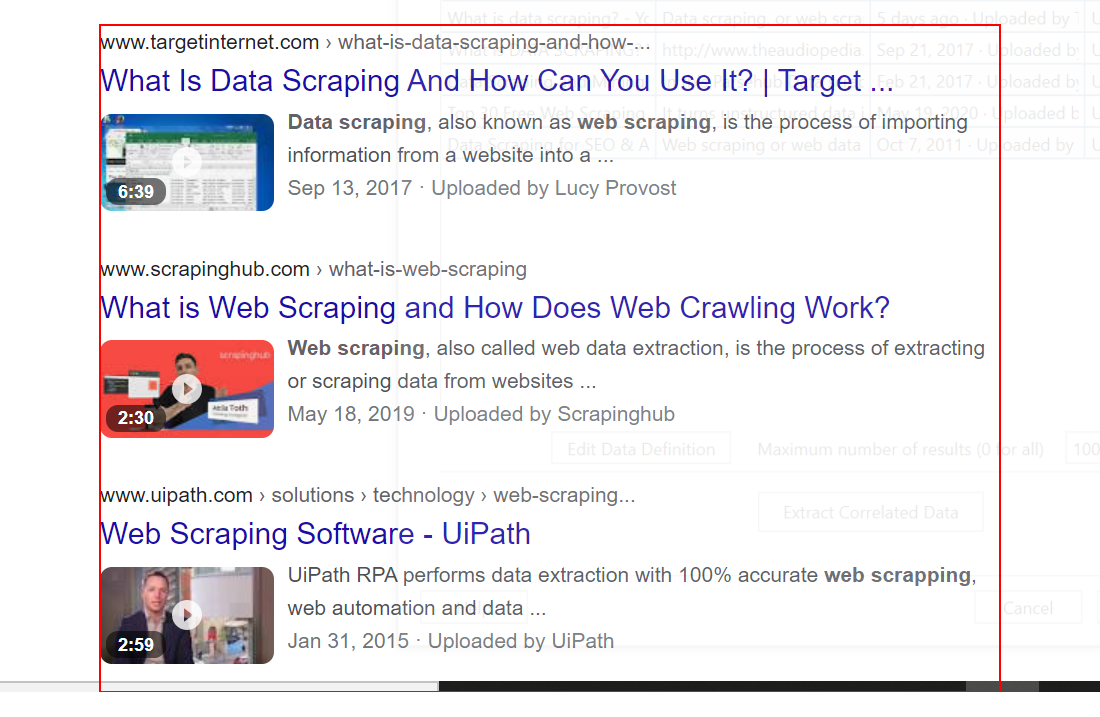 What is data scraping? - Yo Data scraping, or web scra 5 days ago · Uploaded by T U
www.targetinternet.com › what-is-data-scraping-and-how-...
http://www.theaudiopedia. Sep 21, 2017 · Uploaded by U
What Is Data Scraping And How Can You Use It? | Target ...
Feb 21, 2017 · Uploaded by U
Top 30 Free Web Scraping It turns unstructured data i May 19, 2020 · Uploaded b U
Data scraping, also known as web scraping, is the process of importing
Data Scraping for SEO & A Web scraping or web data Oct 7, 2011 · Uploaded by U
information from a website into a ...
6:39
Sep 13, 2017 · Uploaded by Lucy Provost
www.scrapinghub.com › what-is-web-scraping
What is Web Scraping and How Does Web Crawling Work?
scrapinghub
Web scraping, also called web data extraction, is the process of extracting
or scraping data from websites ...
Attila Toth
2:30
May 18, 2019 · Uploaded by Scrapinghub
Edit Data Definition Maximum number of results (0 for all) 100
www.uipath.com › solutions › technology › web-scraping...
Extract Correlated Data
Web Scraping Software - UiPath
UiPath RPA performs data extraction with 100% accurate web scrapping,
web automation and data ...
Cancel
2:59
Jan 31, 2015 · Uploaded by UiPath